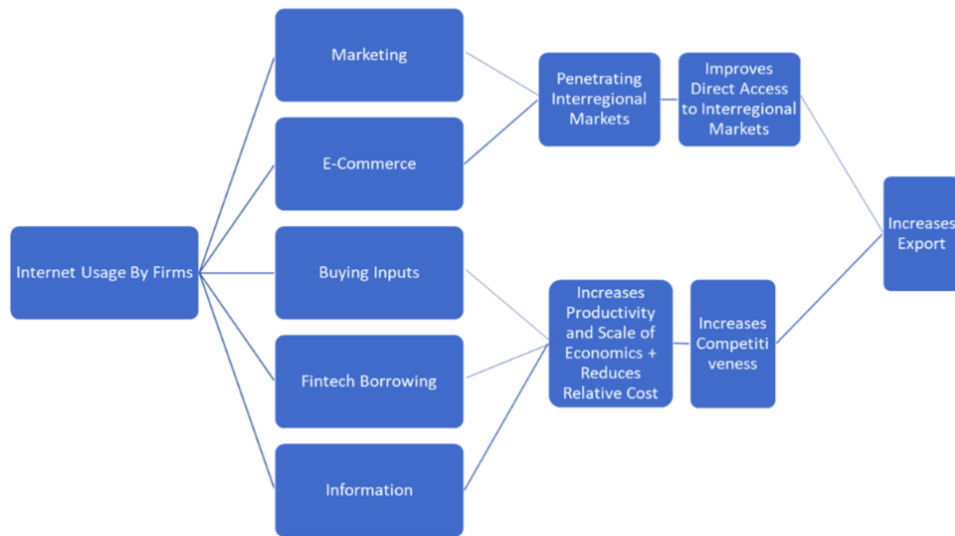 Marketing
E-Commerce
Internet Usage By Firms
Buying Inputs
Fintech Borrowing
Information
Penetrating
Interregional
Markets
Improves
Direct Access
to Interregional
Markets
Increases
Productivity
and Scale of
Economics +
Reduces
Relative Cost
Increases
Competiti
veness
Increases
Export